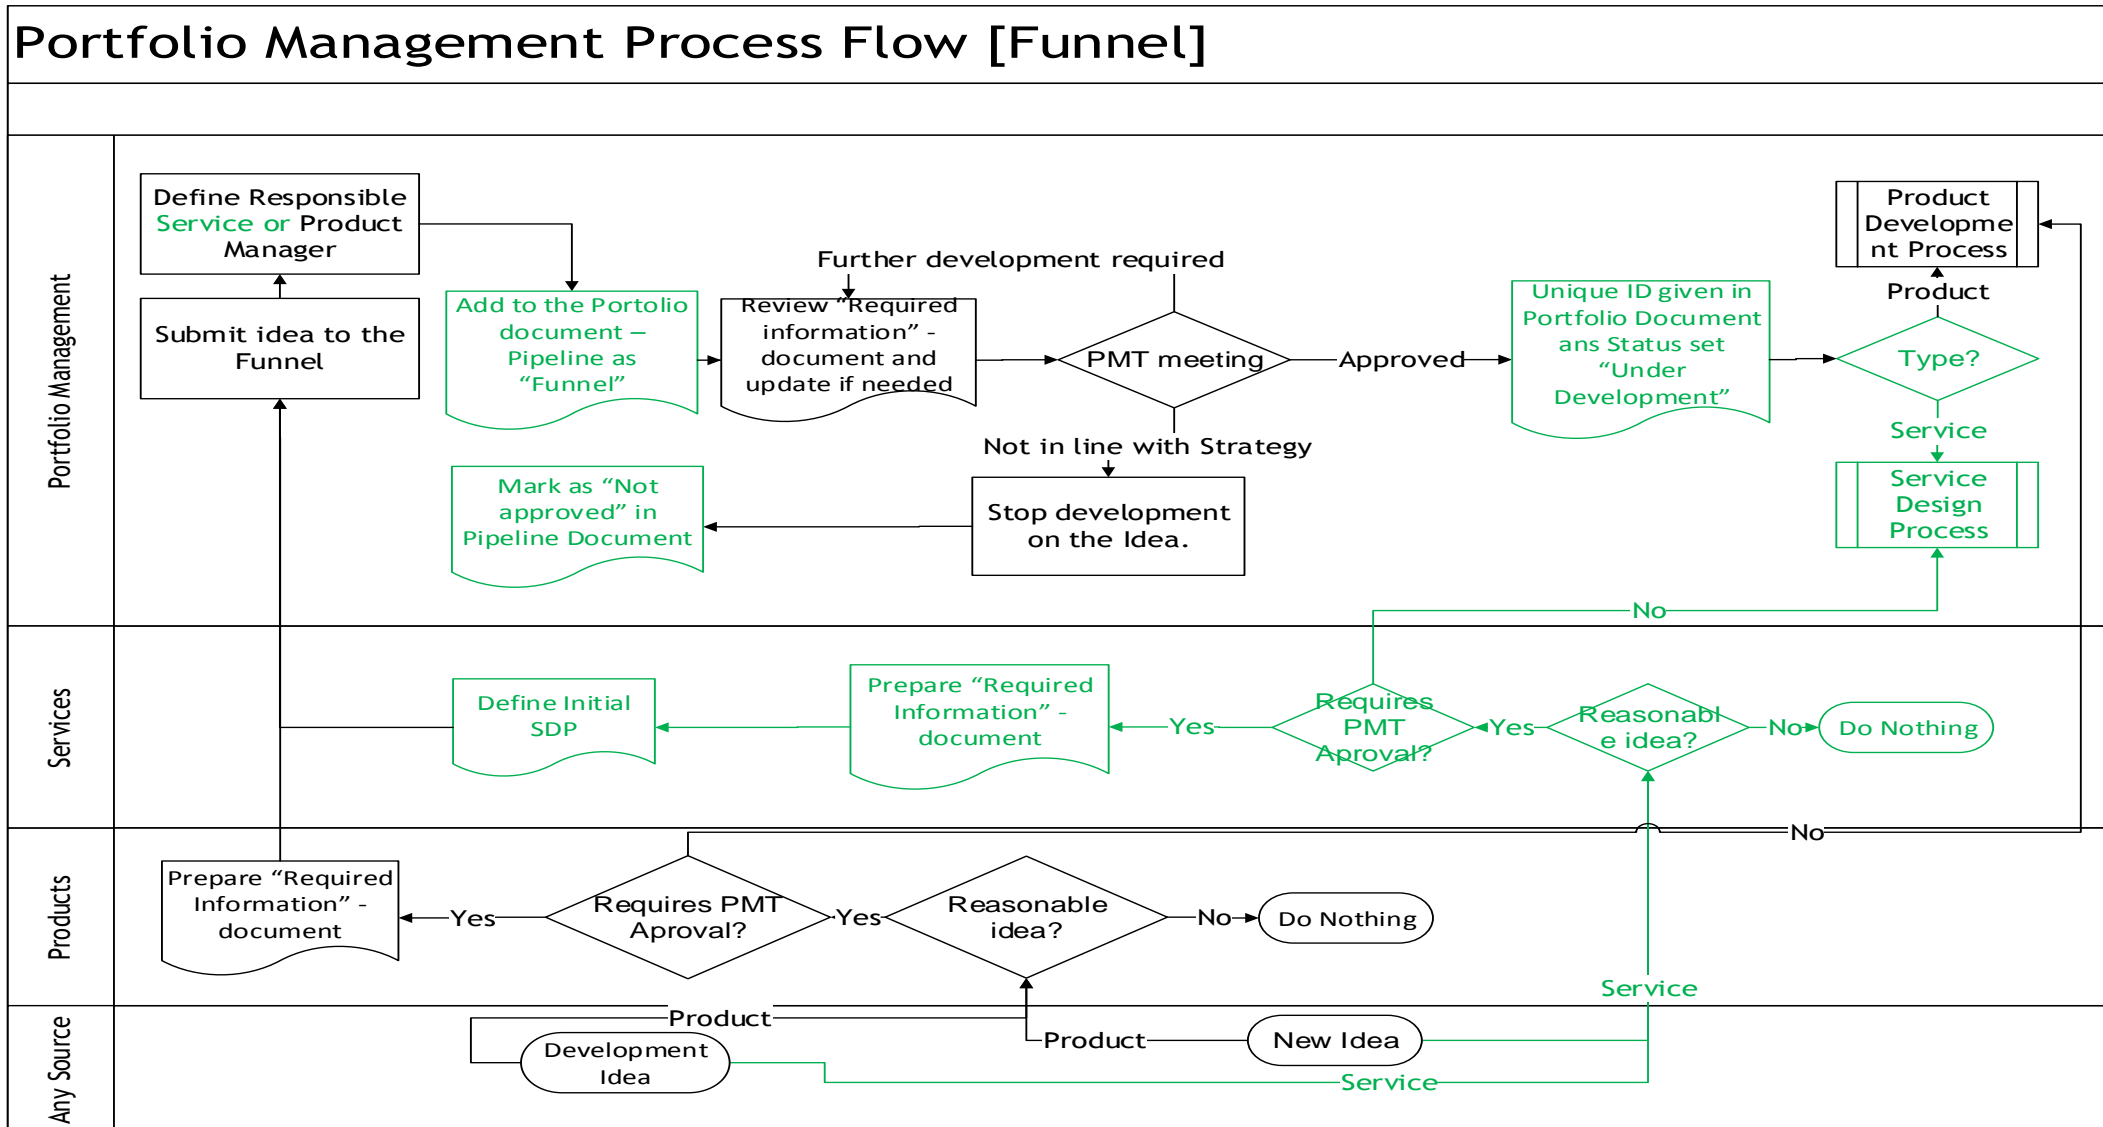 Portfolio Management Process Flow [Funnel]
Portfolio Management
Define Responsible
Service or Product
Manager
Submit idea to the
Funnel
Add to the Portolio
document –
Pipeline as
“Funnel”
Further development required
Review “Required
information” -
document and
update if needed
PMT meeting
Approved
Unique ID given in
Portfolio Document
ans Status set
“Under
Development”
Product
Developme
nt Process
Product
Type?
Service
Service
Design
Process
Not in line with Strategy
Stop development
on the Idea.
Mark as “Not
approved” in
Pipeline Document
No
Services
Define Initial
SDP
Prepare “Required
Information” -
document
Yes
Requires
PMT
Aproval?
Yes
Reasonabl
e idea?
No
Do Nothing
Products
No
Prepare “Required
Information” -
document
Yes
Requires PMT
Aproval?
Yes
Reasonable
idea?
No
Do Nothing
Service
Any Source
Product
Development
Idea
Product
New Idea
Service